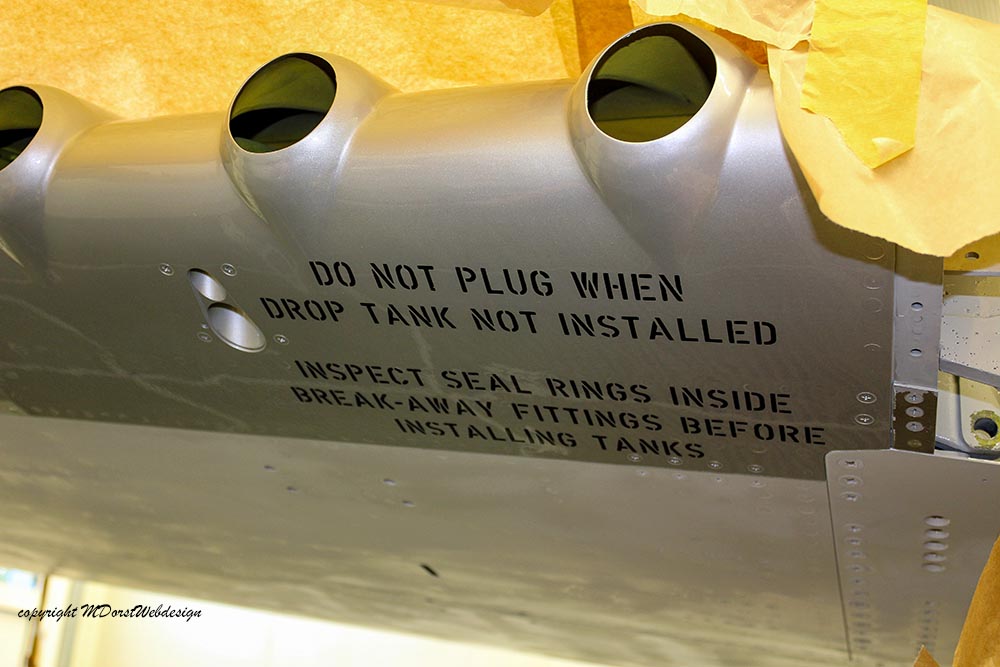 DO NOT PLUG WHEN
DROP TANK NOT INSTALLED
INSPECT SEAL RINGS INSIDE
BREAK-AWAY FITTINGS BEFORE
INSTALLING TANKS
copyright MDorstWebdesign